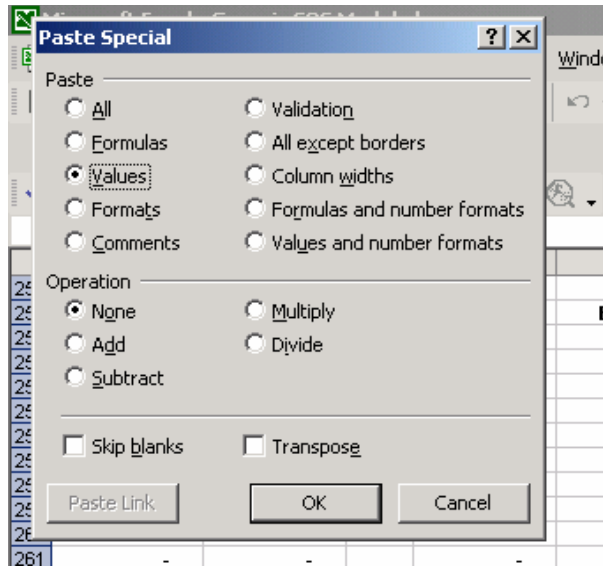 Paste Special
Windo
Paste
All
Validation
Formulas
All except borders
Values
Column widths
Formats
Formulas and number formats
Comments
Values and number formats
Operation
None
Multiply
Add
Divide
Subtract
Skip blanks
Transpose
Paste Link
OK
Cancel
261 - - -